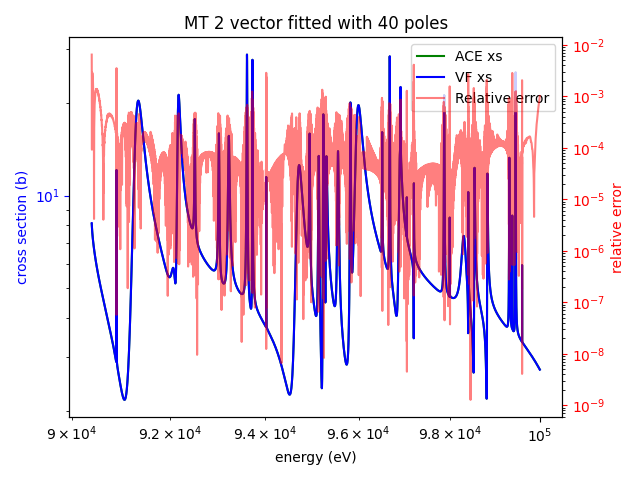 MT 2 vector fitted with 40 poles
ACE xs
VF xs
Relative error
cross section (b)
10¹
relative error
10⁻²
10⁻³
10⁻⁴
10⁻⁵
10⁻⁶
10⁻⁷
10⁻⁸
10⁻⁹
9 × 10⁴ 9.2 × 10⁴ 9.4 × 10⁴ 9.6 × 10⁴ 9.8 × 10⁴ 10⁵
energy (eV)